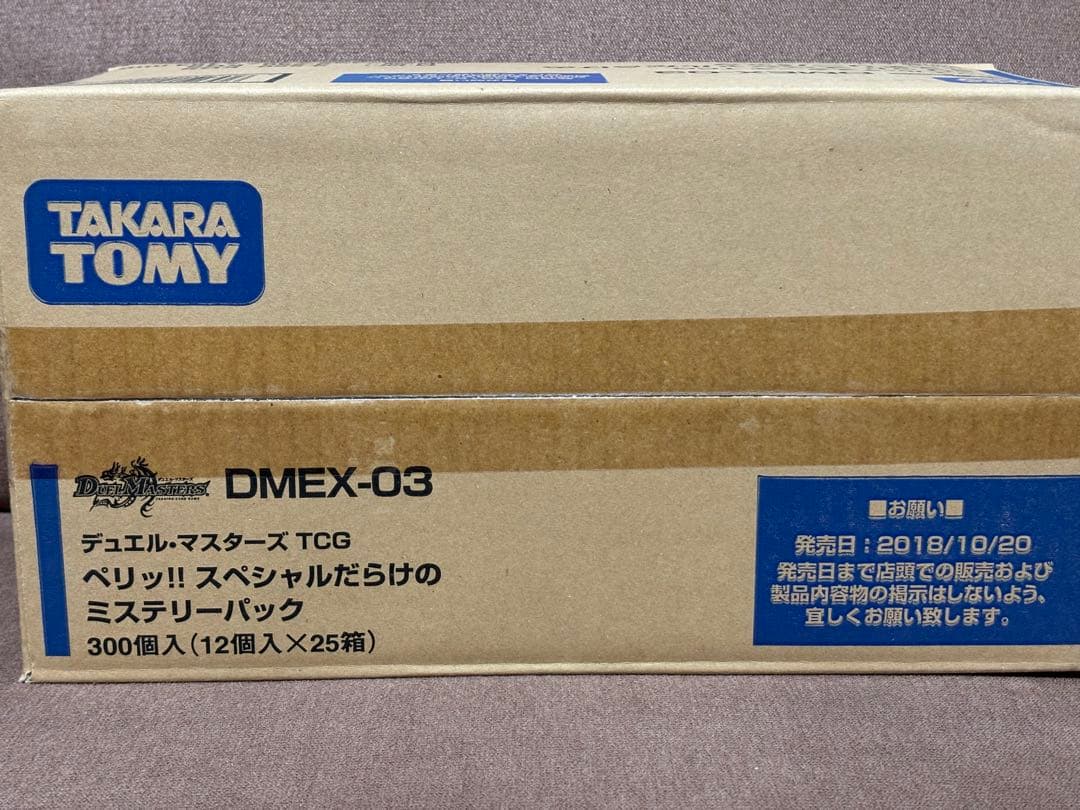 TAKARA
TOMY
DUEL MASTERS
DMEX-03
デュエル・マスターズ TCG
ペリッ!! スペシャルだらけの
ミステリーパック
300個入(12個入×25箱)
■お願い■
発売日:2018/10/20
発売日まで店頭での販売および
製品内容物の掲示はしないよう、
宜しくお願い致します。